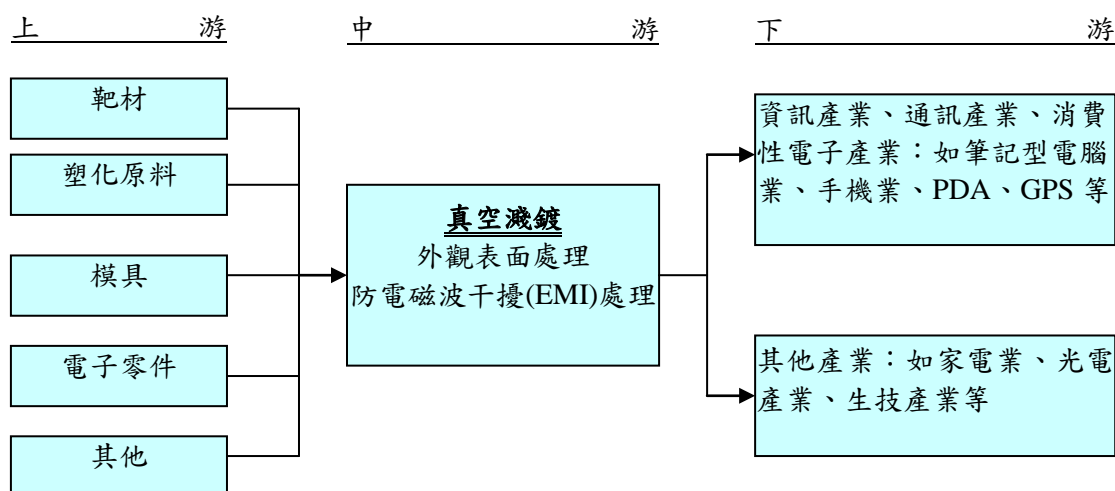 上 游
中 游
下 游
靶材
塑化原料
模具
電子零件
其他
真空濺鍍
外觀表面處理
防電磁波干擾(EMI)處理
資訊產業、通訊產業、消費
性電子產業：如筆記型電腦
業、手機業、PDA、GPS 等
其他產業：如家電業、光電
產業、生技產業等